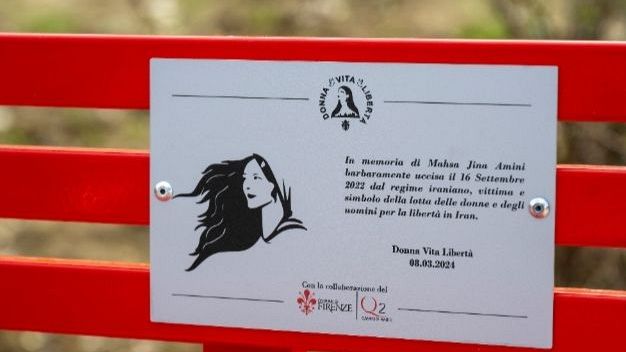 DONNA VITA LIBERTÀ
In memoria di Mahsa Jina Amini
barbaramente uccisa il 16 Settembre
2022 dal regime iraniano, vittima e
simbolo della lotta delle donne e degli
uomini per la libertà in Iran.
Donna Vita Libertà
08.03.2024
Con la collaborazione del
COMUNE DI
FIRENZE
Q2